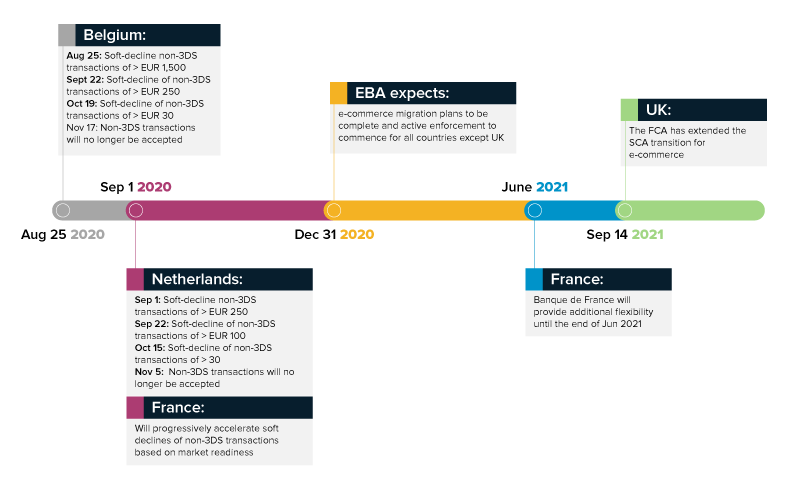 Belgium:
Aug 25: Soft-decline non-3DS
transactions of > EUR 1,500
Sept 22: Soft-decline of non-3DS
transactions of > EUR 250
Oct 19: Soft-decline of non-3DS
transactions of > EUR 30
Nov 17: Non-3DS transactions
will no longer be accepted
EBA expects:
e-commerce migration plans to be
complete and active enforcement to
commence for all countries except UK
UK:
The FCA has extended the
SCA transition for
e-commerce
Sep 1 2020
June 2021
Aug 25 2020
Dec 31 2020
Sep 14 2021
Netherlands:
Sep 1: Soft-decline non-3DS
transactions of > EUR 250
Sep 22: Soft-decline of non-3DS
transactions of > EUR 100
Oct 15: Soft-decline of non-3DS
transactions of > 30
Nov 5: Non-3DS transactions will no
longer be accepted
France:
Will progressively accelerate soft
declines of non-3DS transactions
based on market readiness
France:
Banque de France will
provide additional flexibility
until the end of Jun 2021